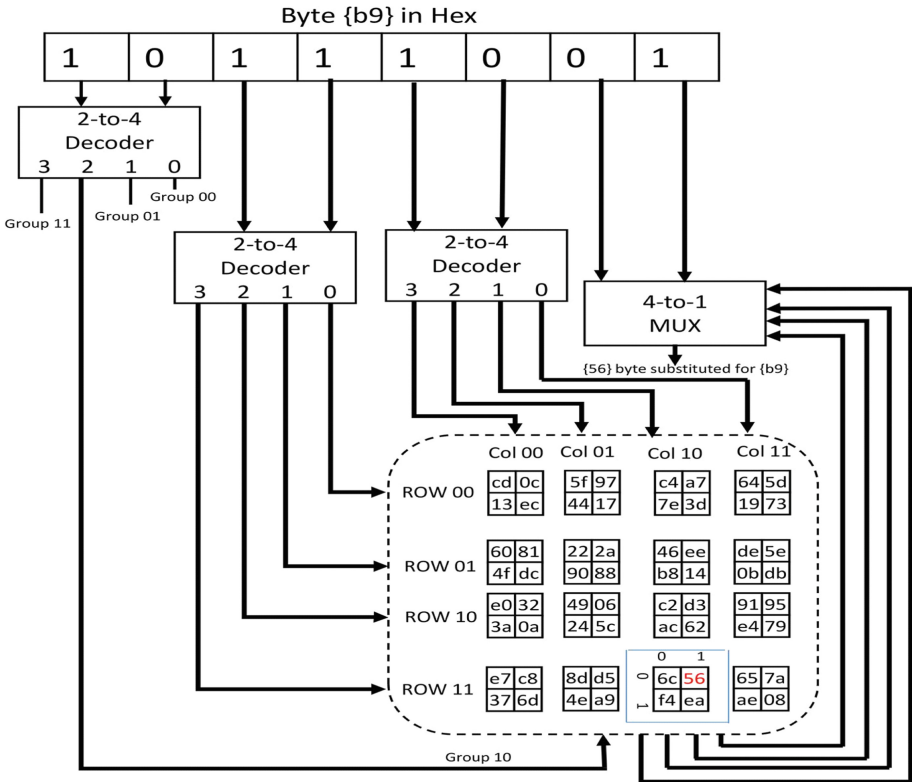 Byte {b9} in Hex
1 0 1 1 1 0 0 1
2-to-4
Decoder
3 2 1 0
Group 11
Group 01
Group 00
2-to-4
Decoder
3 2 1 0
2-to-4
Decoder
3 2 1 0
4-to-1
MUX
{56} byte substituted for {b9}
Col 00 Col 01 Col 10 Col 11
ROW 00
cd 0c 5f 97 c4 a7 64 5d
13 ec 44 17 7e 3d 19 73
ROW 01
60 81 22 2a 46 ee de 5e
4f dc 90 88 b8 14 0b db
ROW 10
e0 32 49 06 c2 d3 91 95
3a 0a 24 5c ac 62 e4 79
0 1
ROW 11
e7 c8 8d d5 0 6c 56 65 7a
37 6d 4e a9 1 f4 ea ae 08
Group 10